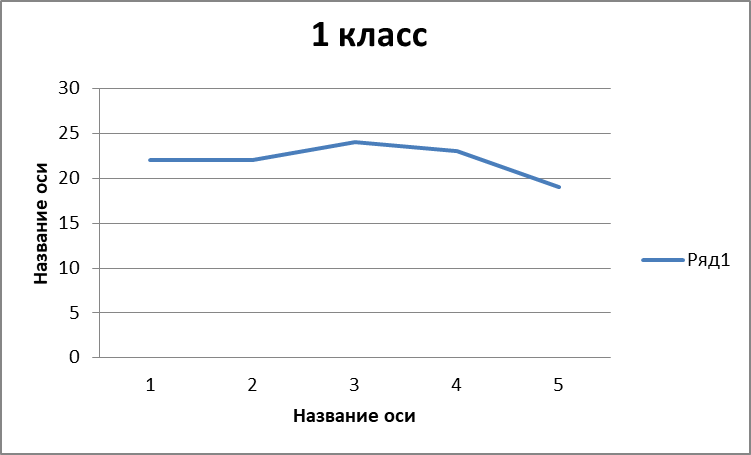 1 класс
30
25
20
15
10
5
0
Название оси
1 2 3 4 5
Название оси
Ряд1